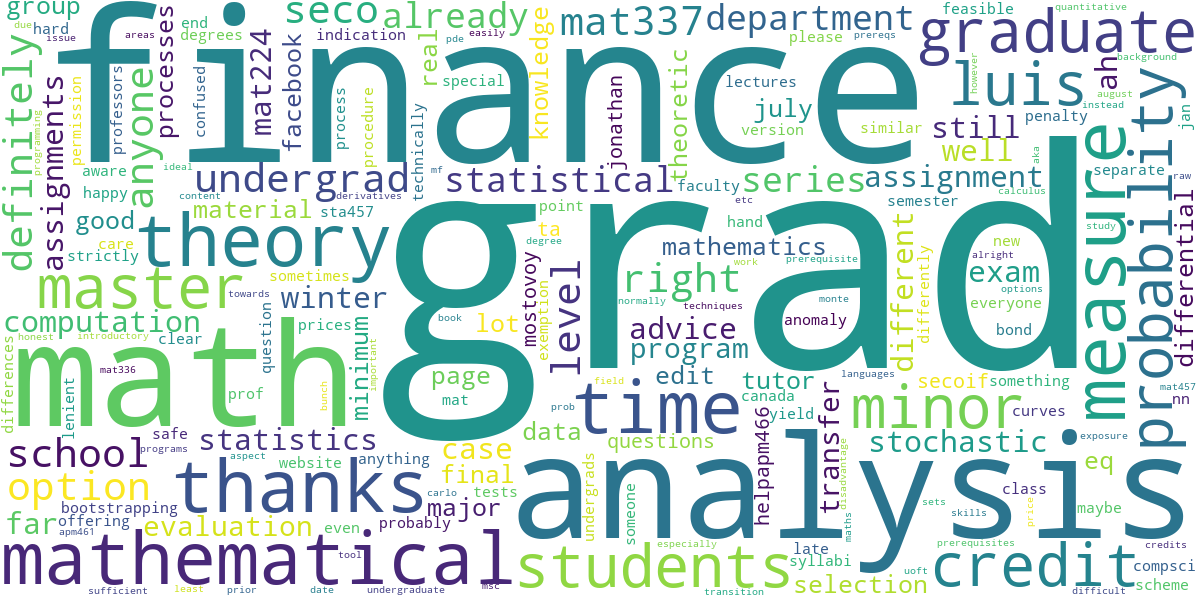 finance
grad
analysis
math
mathematical
theory
measure
probability
graduate
minor
time
thanks
students
credit
master
luis
undergrad
school
option
level
statistical
already
seco
mat337
department
series
assignment
right
program
advice
exam
different
differential
transfer
stochastic
selection
evaluation
statistics
computation
winter
minimum
definitely
assignments
anyone
processes
mat224
facebook
group
hard
due
end
degrees
indication
issue
areas
pde
easily
prereqs
please
lectures
special
july
version
similar
feasible
quantitative
ah
real
knowledge
background
however
august
instead
jan
still
penalty
well
separate
aka
calculus
raw
study
alright
new
options
everyone
bond
differently
theoretic
jonathan
procedure
process
technically
confused
professors
permission
programming
aware
ideal
happy
content
mf
derivatives
faculty
etc
semester
good
material
sta457
care
strictly
sometimes
point
ta
degree
hand
mathematics
work
prerequisite
normally
techniques
monte
anomaly
mostovoy
exemption
lot
towards
book
prices
question
clear
introductory
honest
mat336
differences
lenient
prof
bunch
important
page
mat
edit
tutor
canada
yield
field
languages
secoif
something
curves
mat457
nn
prob
data
questions
case
final
tests
helpapm466
disadvantage
maths
eq
exposure
maybe
class
sets
skills
price
prerequisites
compsci
credits
scheme
difficult
late
syllabi
uoft
undergrads
someone
especially
transition
major
probably
anything
website
aspect
safe
programs
bootstrapping
far
offering
apm461
even
carlo
tool
msc
sufficient
least
prior
date
undergraduate